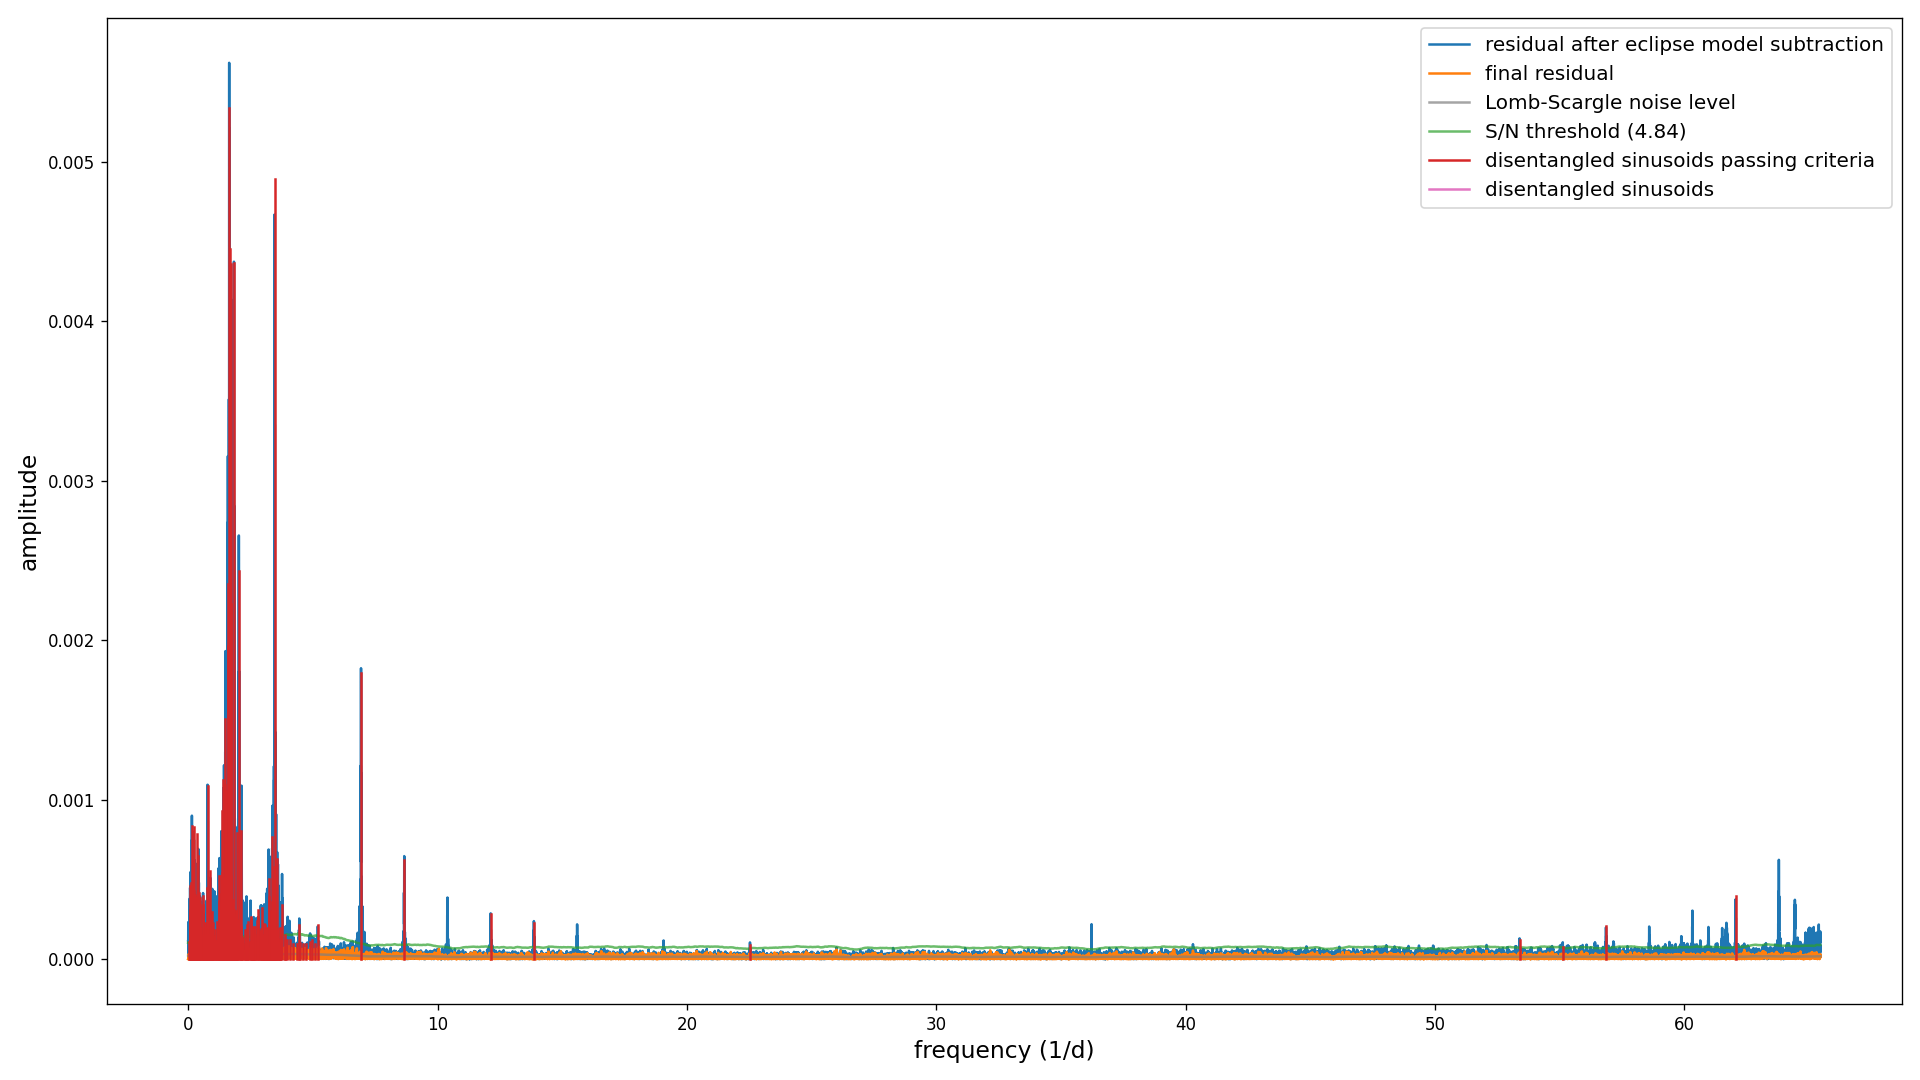 residual after eclipse model subtraction
final residual
Lomb-Scargle noise level
S/N threshold (4.84)
disentangled sinusoids passing criteria
disentangled sinusoids
amplitude
0.005
0.004
0.003
0.002
0.001
0.000
0 10 20 30 40 50 60
frequency (1/d)